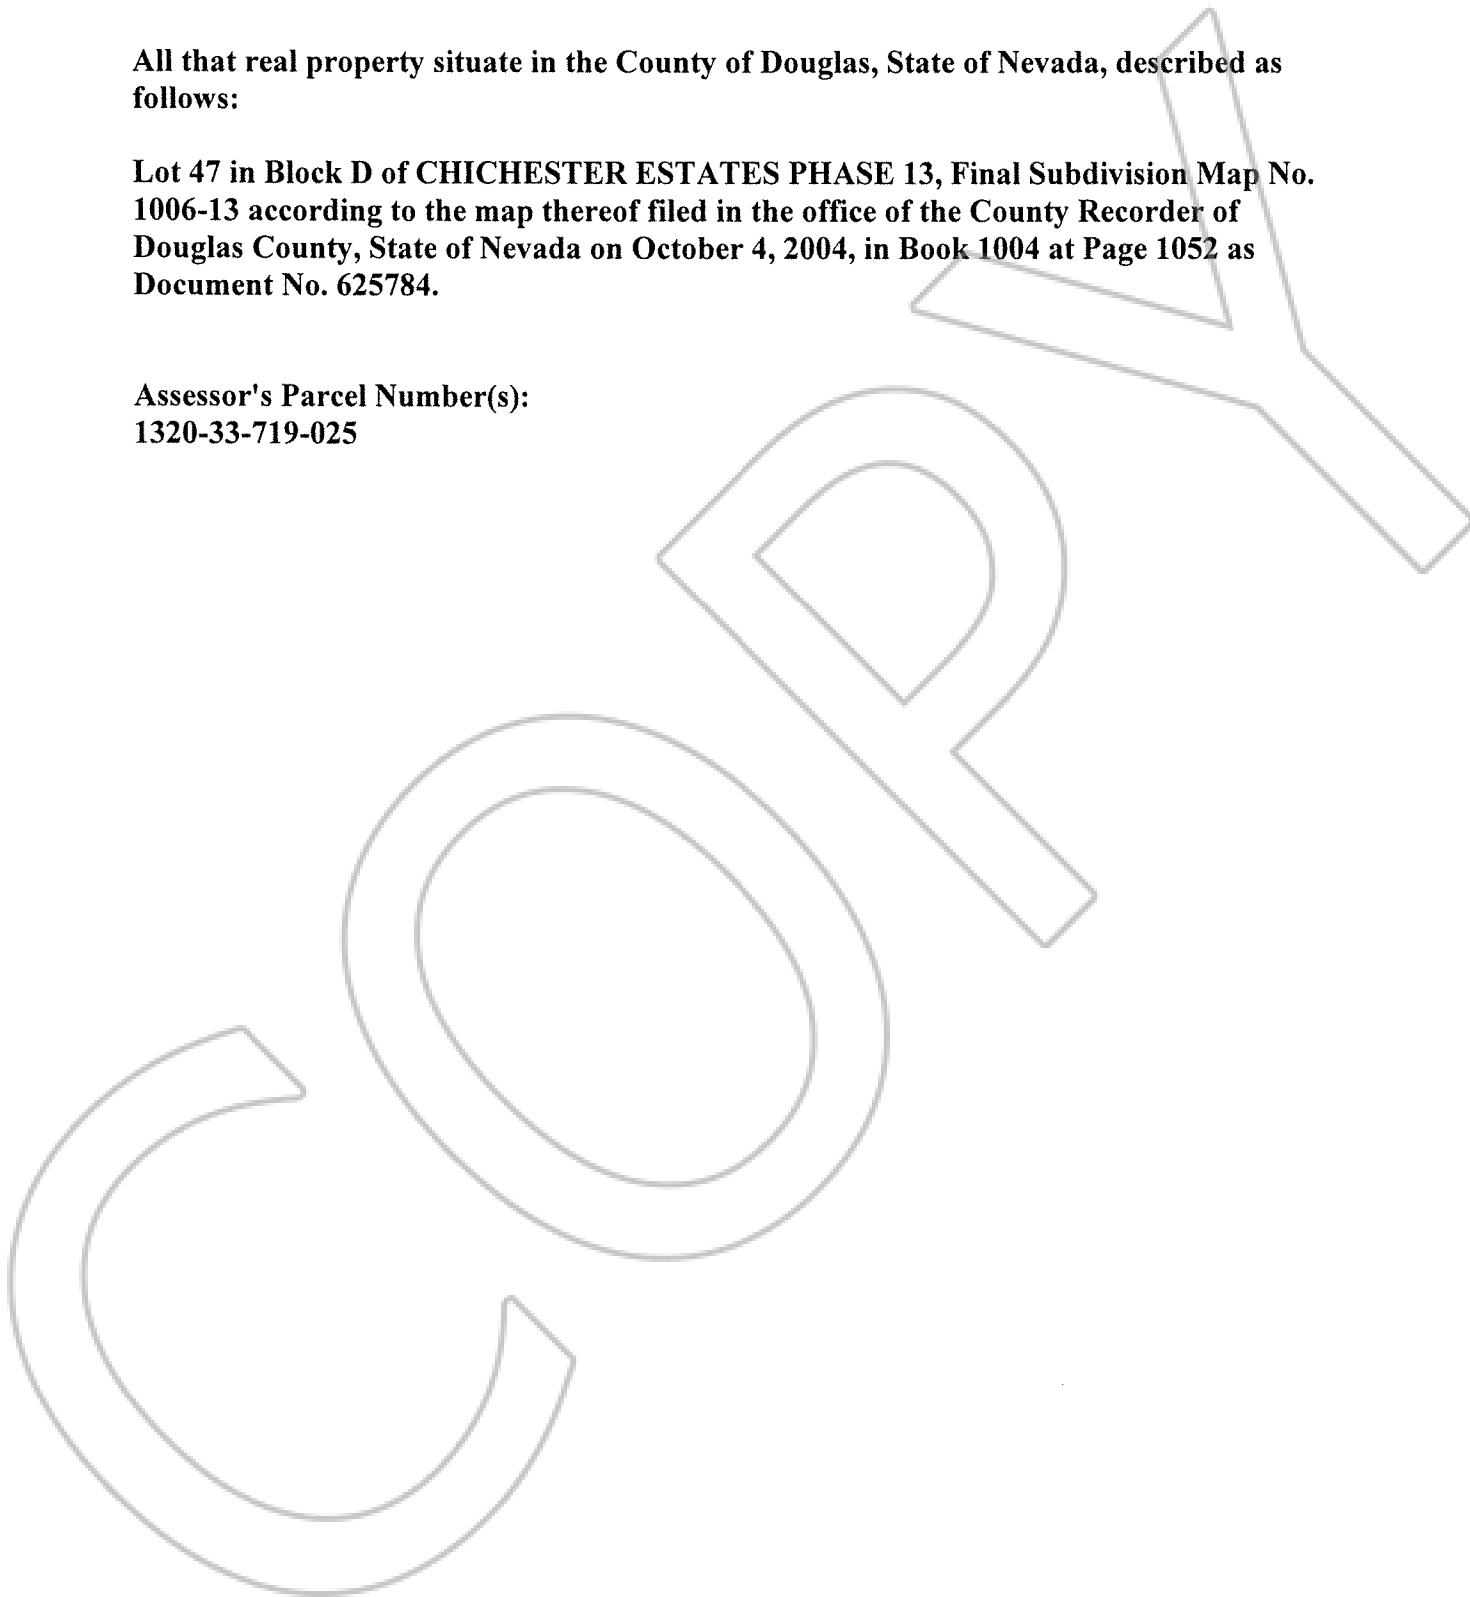 All that real property situate in the County of Douglas, State of Nevada, described as
follows:
Lot 47 in Block D of CHICHESTER ESTATES PHASE 13, Final Subdivision Map No.
1006-13 according to the map thereof filed in the office of the County Recorder of
Douglas County, State of Nevada on October 4, 2004, in Book 1004 at Page 1052 as
Document No. 625784.
Assessor's Parcel Number(s):
1320-33-719-025
COPY